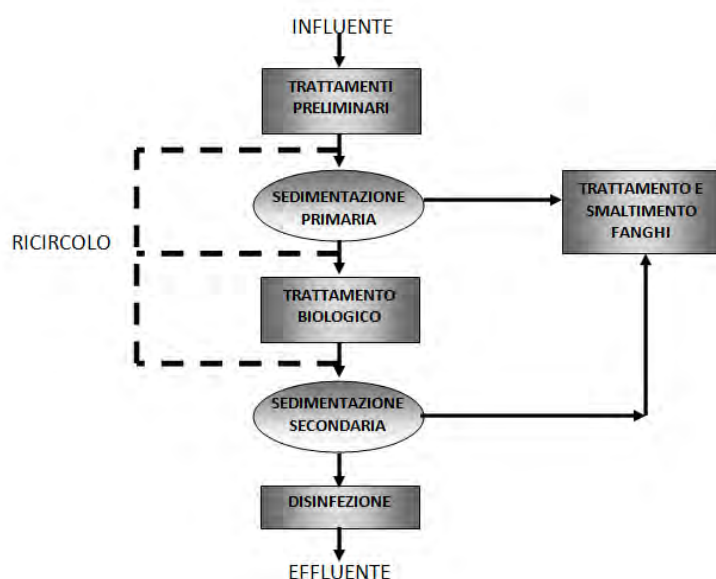 INFLUENTE
TRATTAMENTI
PRELIMINARI
SEDIMENTAZIONE
PRIMARIA
TRATTAMENTO E
SMALTIMENTO
FANGHI
RICIRCOLO
TRATTAMENTO
BIOLOGICO
SEDIMENTAZIONE
SECONDARIA
DISINFEZIONE
EFFLUENTE